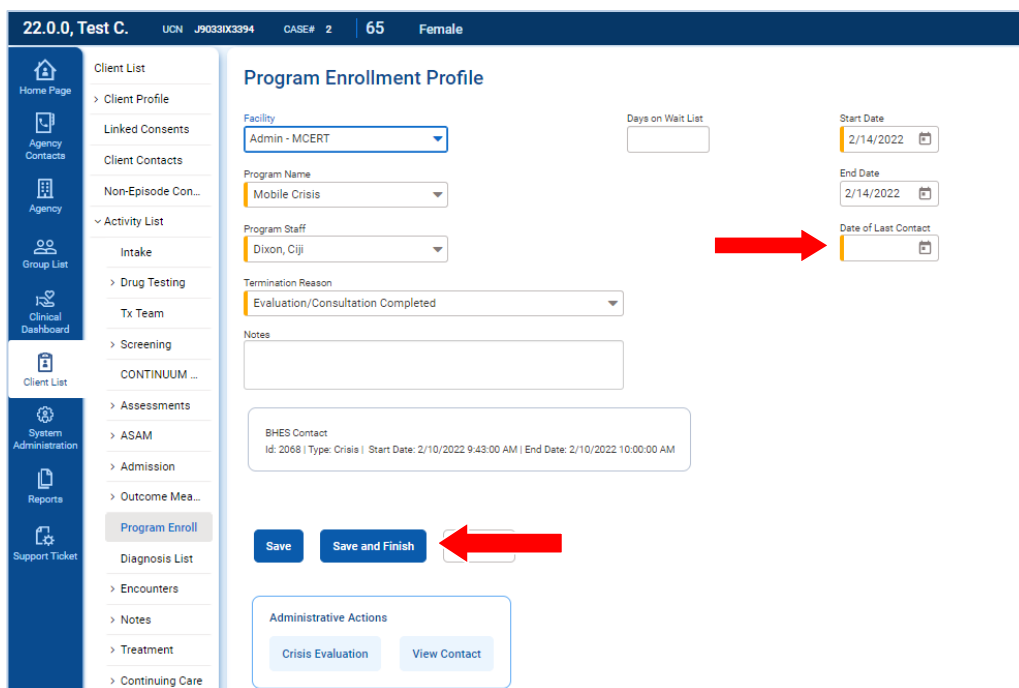 22.0.0, Test C. UCN J9033IX3394 CASE# 2 65 Female
Home Page
Agency
Contacts
Agency
Group List
Clinical
Dashboard
Client List
System
Administration
Reports
Support Ticket
Client List
Client Profile
Linked Consents
Client Contacts
Non-Episode Con...
Activity List
Intake
Drug Testing
Tx Team
Screening
CONTINUUM ...
Assessments
ASAM
Admission
Outcome Mea...
Program Enroll
Diagnosis List
Encounters
Notes
Treatment
Continuing Care
Program Enrollment Profile
Facility
Admin - MCERT
Days on Wait List
Start Date
2/14/2022
Program Name
Mobile Crisis
End Date
2/14/2022
Program Staff
Dixon, Ciji
Date of Last Contact
Termination Reason
Evaluation/Consultation Completed
Notes
BHES Contact
Id: 2068 | Type: Crisis | Start Date: 2/10/2022 9:43:00 AM | End Date: 2/10/2022 10:00:00 AM
Save
Save and Finish
Administrative Actions
Crisis Evaluation
View Contact